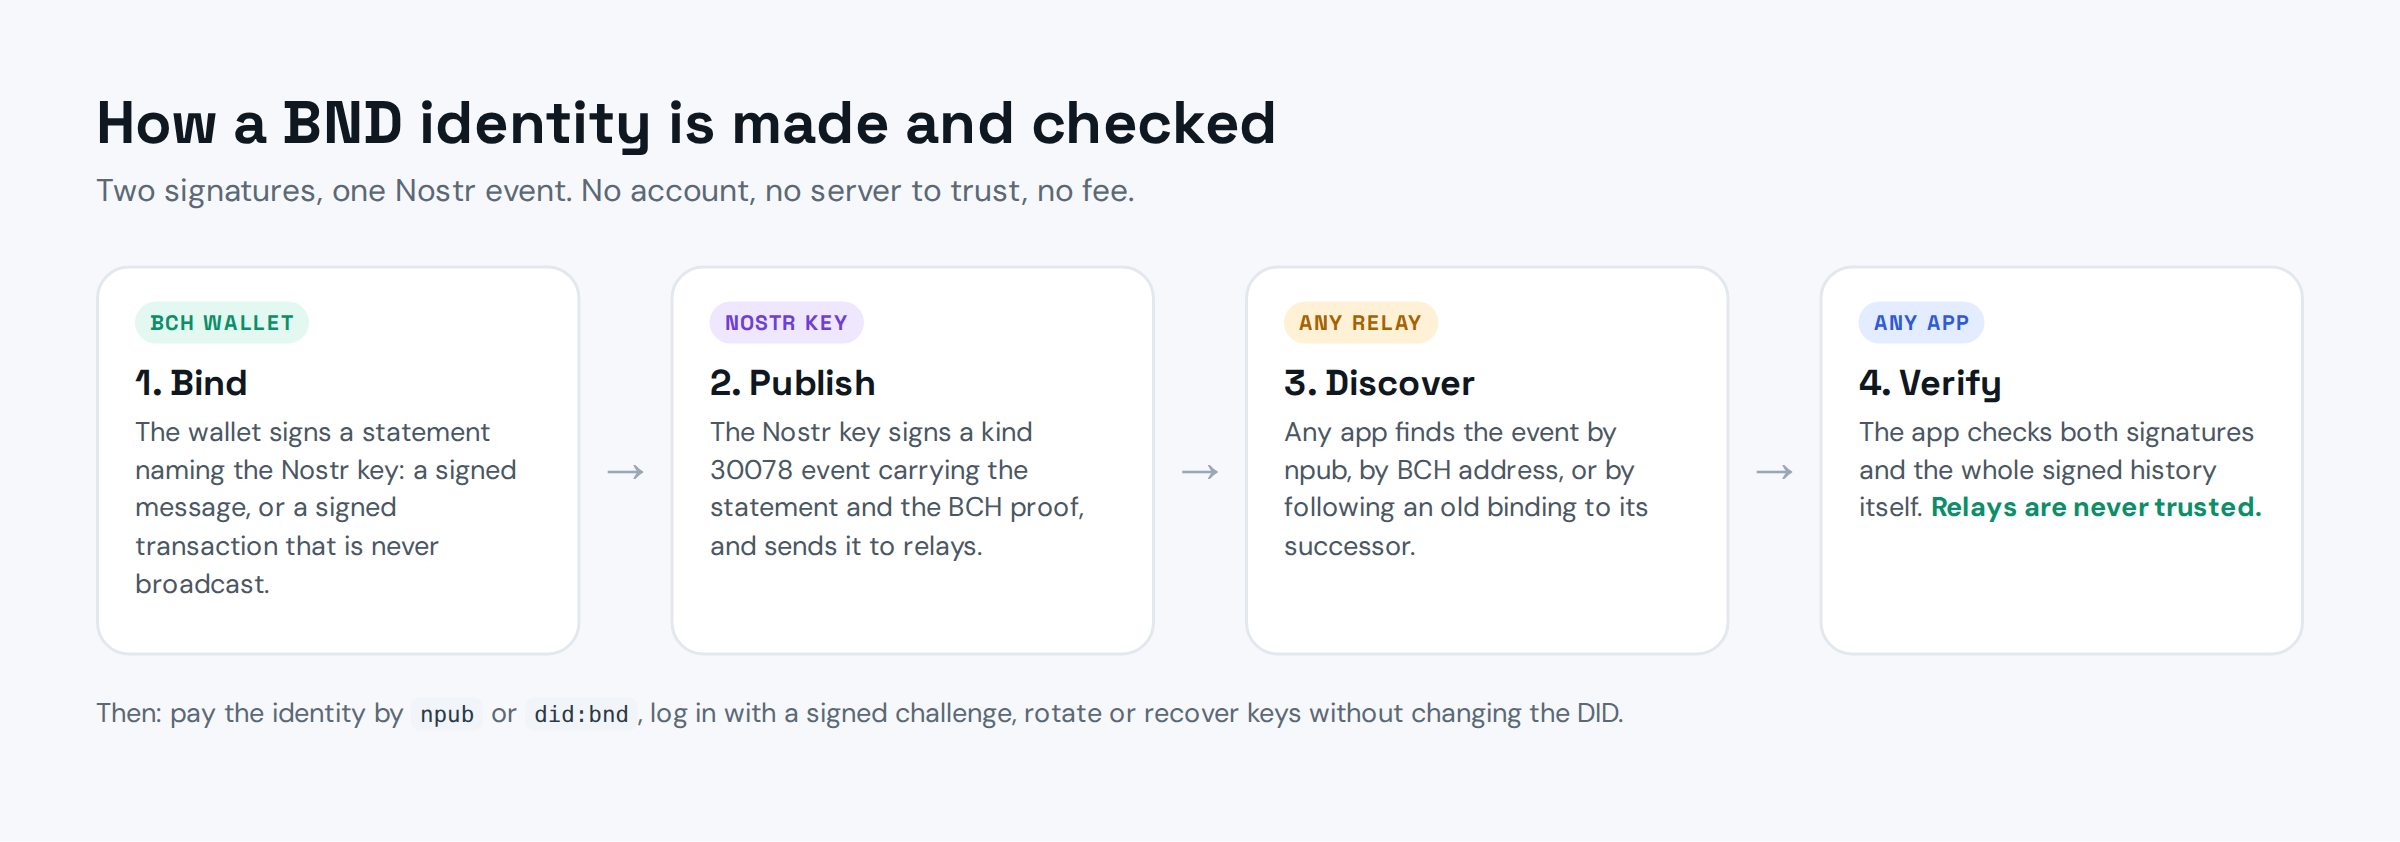 How a BND identity is made and checked
Two signatures, one Nostr event. No account, no server to trust, no fee.
BCH WALLET
1. Bind
The wallet signs a statement
naming the Nostr key: a signed
message, or a signed
transaction that is never
broadcast.
→
NOSTR KEY
2. Publish
The Nostr key signs a kind
30078 event carrying the
statement and the BCH proof,
and sends it to relays.
→
ANY RELAY
3. Discover
Any app finds the event by
npub, by BCH address, or by
following an old binding to its
successor.
→
ANY APP
4. Verify
The app checks both signatures
and the whole signed history
itself. Relays are never trusted.
Then: pay the identity by npub or did:bnd, log in with a signed challenge, rotate or recover keys without changing the DID.